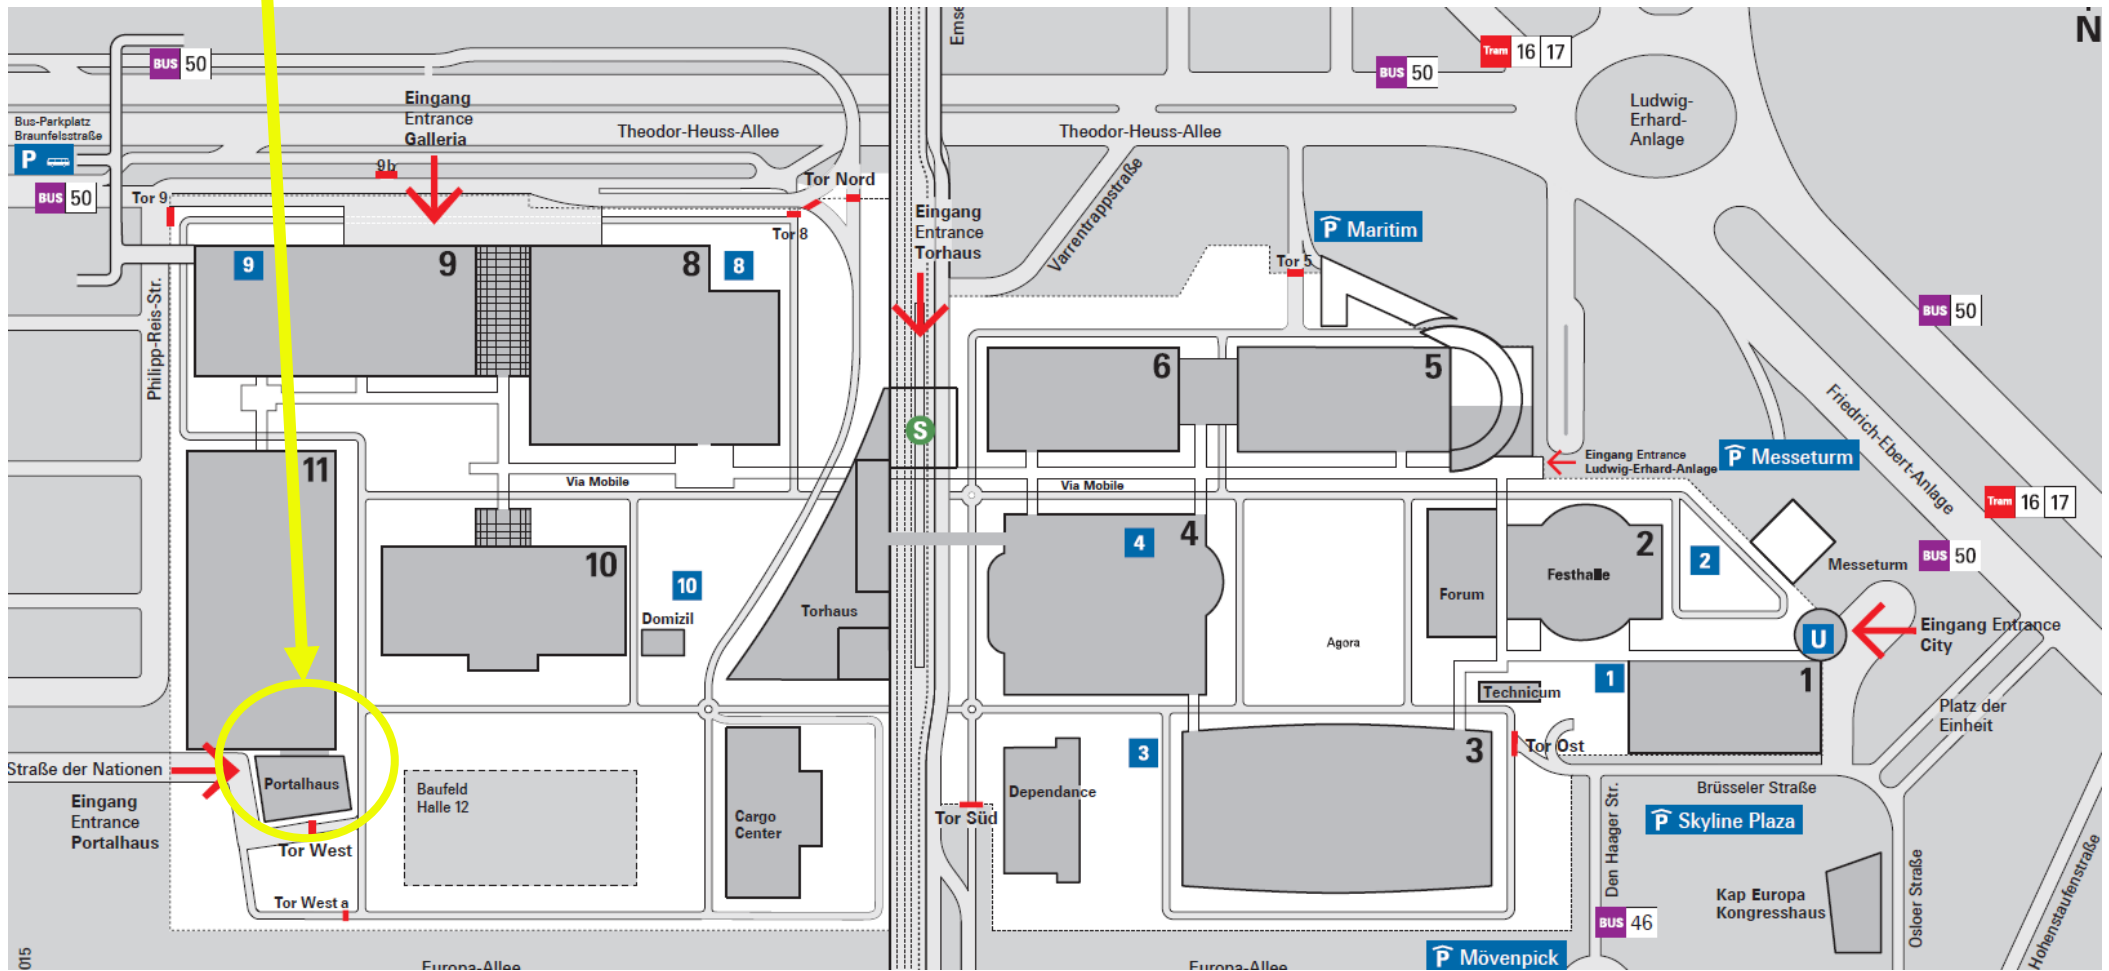 N
Emse
BUS 50
Tram 16 17
BUS 50
Ludwig-
Erhard-
Anlage
Eingang
Entrance
Galleria
Bus-Parkplatz
Braunfelsstraße
P
Theodor-Heuss-Allee
Theodor-Heuss-Allee
9b
BUS 50
Tor 9
Tor Nord
Tor 8
Eingang
Entrance
Torhaus
Varrentrappstraße
P Maritim
Tor 5
9
9
8
8
Philipp-Reis-Str.
BUS 50
6
5
S
Friedrich-Ebert-Anlage
Eingang Entrance
Ludwig-Erhard-Anlage
P Messeturm
11
Via Mobile
Via Mobile
Tram 16 17
10
10
Domizil
Torhaus
4
4
Agora
Forum
2
Festhalle
2
Messeturm
BUS 50
U
Eingang Entrance
City
Technicum
1
1
Platz der
Einheit
Straße der Nationen
Portalhaus
Eingang
Entrance
Portalhaus
Tor West
Tor West a
Baufeld
Halle 12
Cargo
Center
Tor Süd
Dependance
3
3
Tor Ost
Brüsseler Straße
P Skyline Plaza
Den Haager Str.
Kap Europa
Kongresshaus
Osloer Straße
Hohenstaufenstraße
BUS 46
P Mövenpick
015
Europa-Allee
Europa-Allee